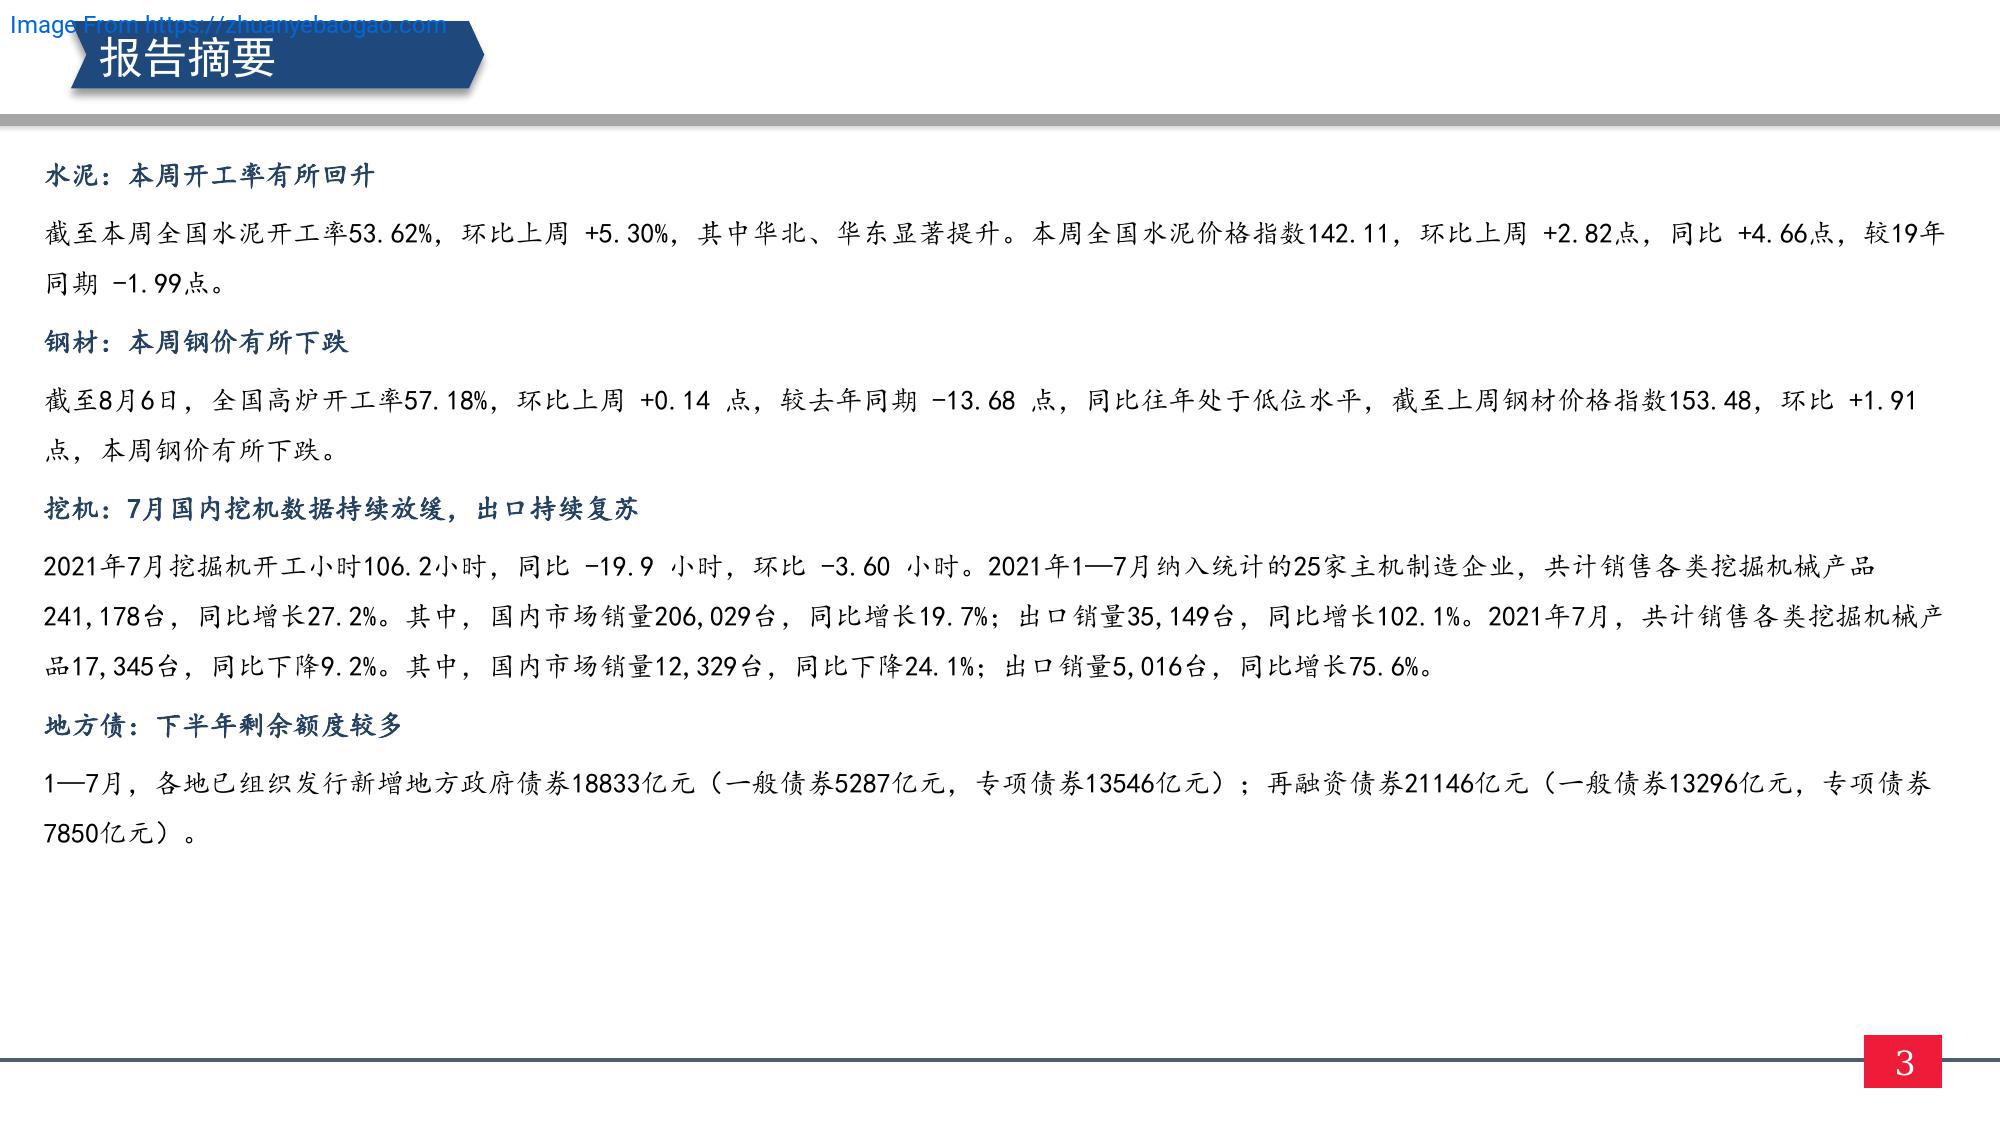 Image From https://zhuanyebaogao.com
报告摘要
水泥：本周开工率有所回升
截至本周全国水泥开工率53.62%，环比上周 +5.30%，其中华北、华东显著提升。本周全国水泥价格指数142.11，环比上周 +2.82点，同比 +4.66点，较19年
同期 -1.99点。
钢材：本周钢价有所下跌
截至8月6日，全国高炉开工率57.18%，环比上周 +0.14 点，较去年同期 -13.68 点，同比往年处于低位水平，截至上周钢材价格指数153.48，环比 +1.91
点，本周钢价有所下跌。
挖机：7月国内挖机数据持续放缓，出口持续复苏
2021年7月挖掘机开工小时106.2小时，同比 -19.9 小时，环比 -3.60 小时。2021年1—7月纳入统计的25家主机制造企业，共计销售各类挖掘机械产品
241,178台，同比增长27.2%。其中，国内市场销量206,029台，同比增长19.7%；出口销量35,149台，同比增长102.1%。2021年7月，共计销售各类挖掘机械产
品17,345台，同比下降9.2%。其中，国内市场销量12,329台，同比下降24.1%；出口销量5,016台，同比增长75.6%。
地方债：下半年剩余额度较多
1—7月，各地已组织发行新增地方政府债券18833亿元（一般债券5287亿元，专项债券13546亿元）；再融资债券21146亿元（一般债券13296亿元，专项债券
7850亿元）。
3